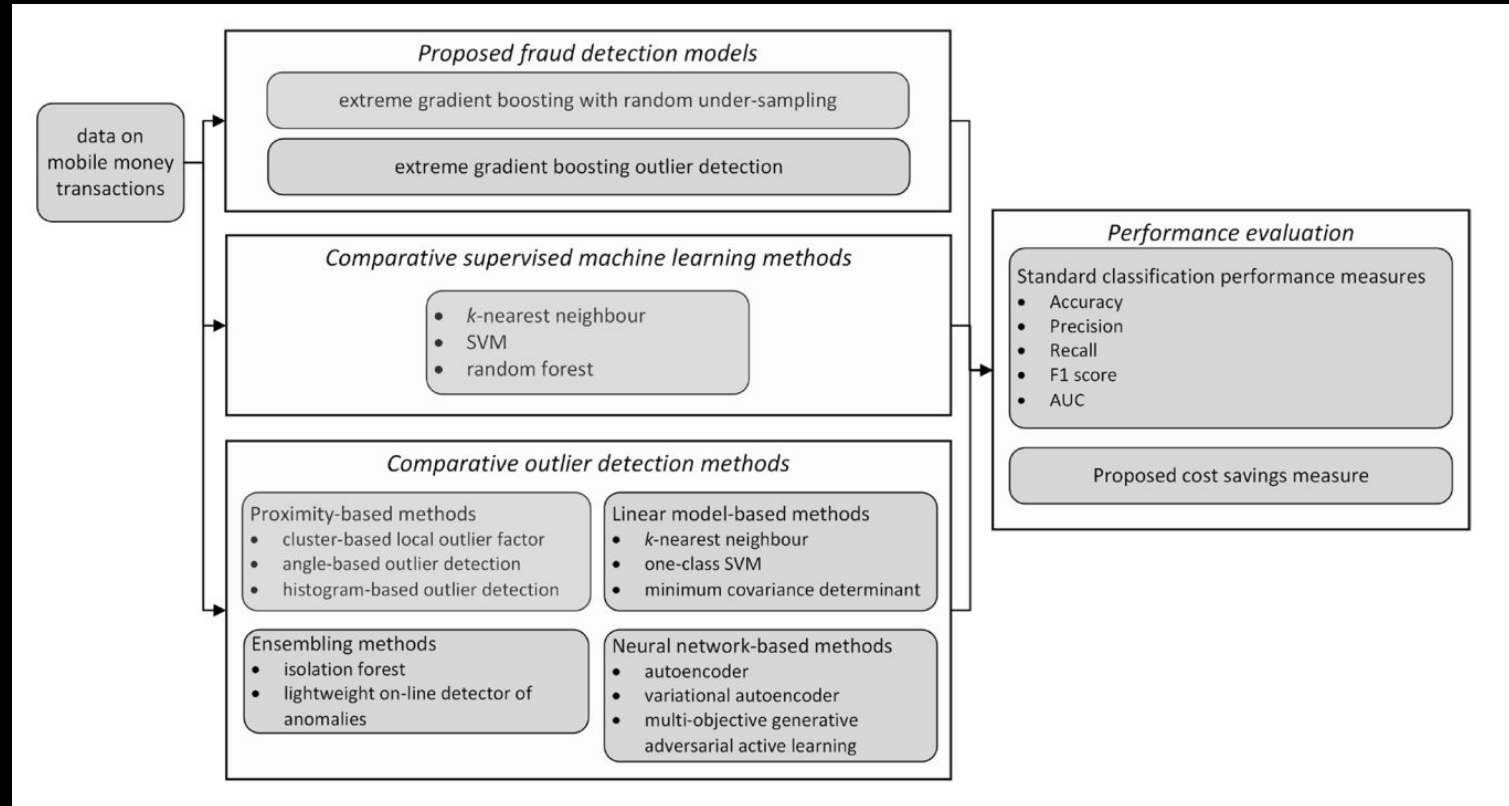 data on
mobile money
transactions
Proposed fraud detection models
extreme gradient boosting with random under-sampling
extreme gradient boosting outlier detection
Comparative supervised machine learning methods
• k-nearest neighbour
• SVM
• random forest
Comparative outlier detection methods
Proximity-based methods
• cluster-based local outlier factor
• angle-based outlier detection
• histogram-based outlier detection
Linear model-based methods
• k-nearest neighbour
• one-class SVM
• minimum covariance determinant
Ensembling methods
• isolation forest
• lightweight on-line detector of
anomalies
Neural network-based methods
• autoencoder
• variational autoencoder
• multi-objective generative
adversarial active learning
Performance evaluation
Standard classification performance measures
• Accuracy
• Precision
• Recall
• F1 score
• AUC
Proposed cost savings measure